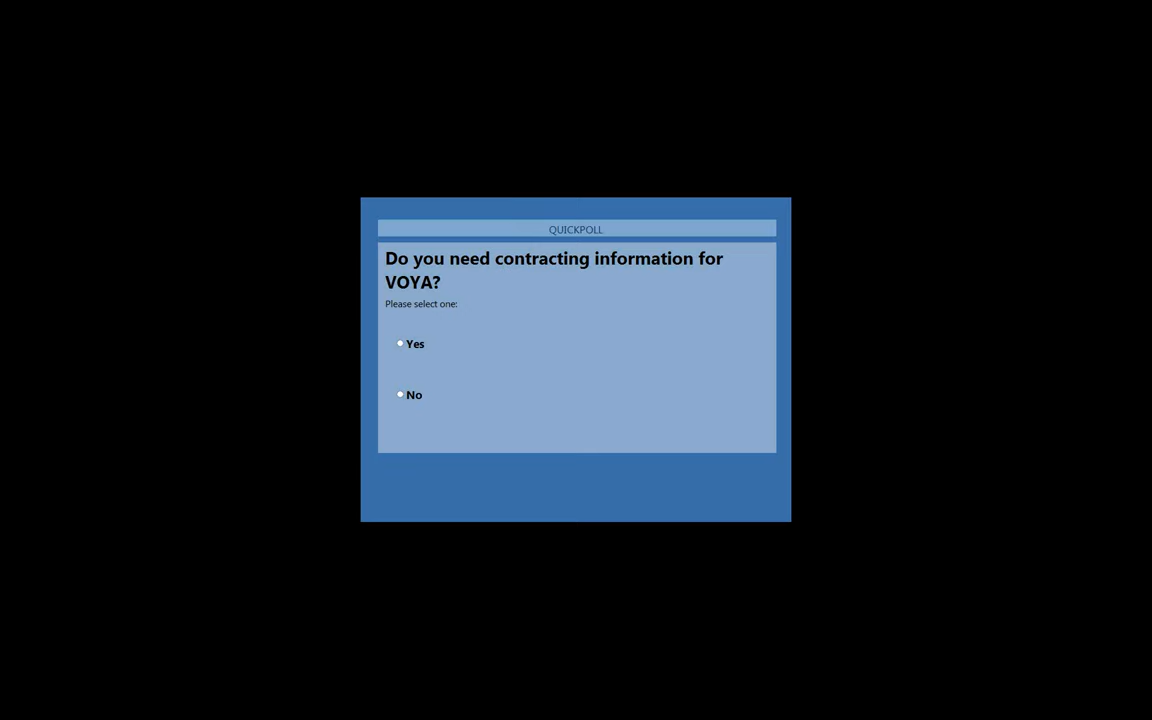 QUICKPOLL
Do you need contracting information for
VOYA?
Please select one:
Yes
No